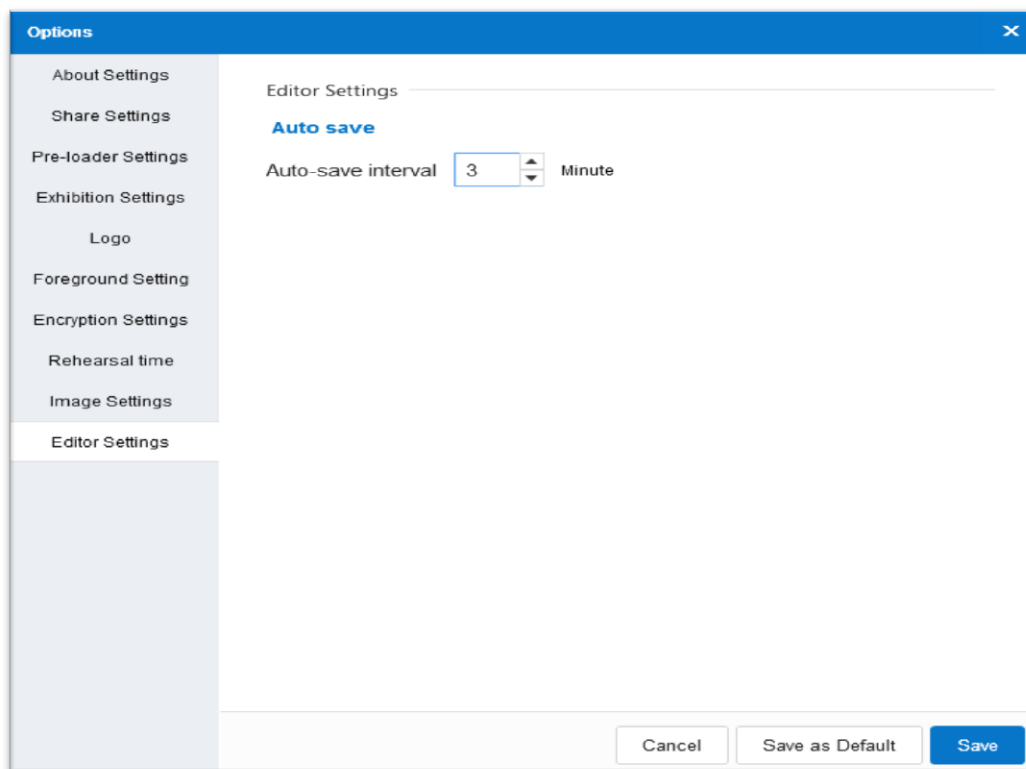 Options
About Settings
Share Settings
Pre-loader Settings
Exhibition Settings
Logo
Foreground Setting
Encryption Settings
Rehearsal time
Image Settings
Editor Settings
Editor Settings
Auto save
Auto-save interval 3 Minute
Cancel Save as Default Save